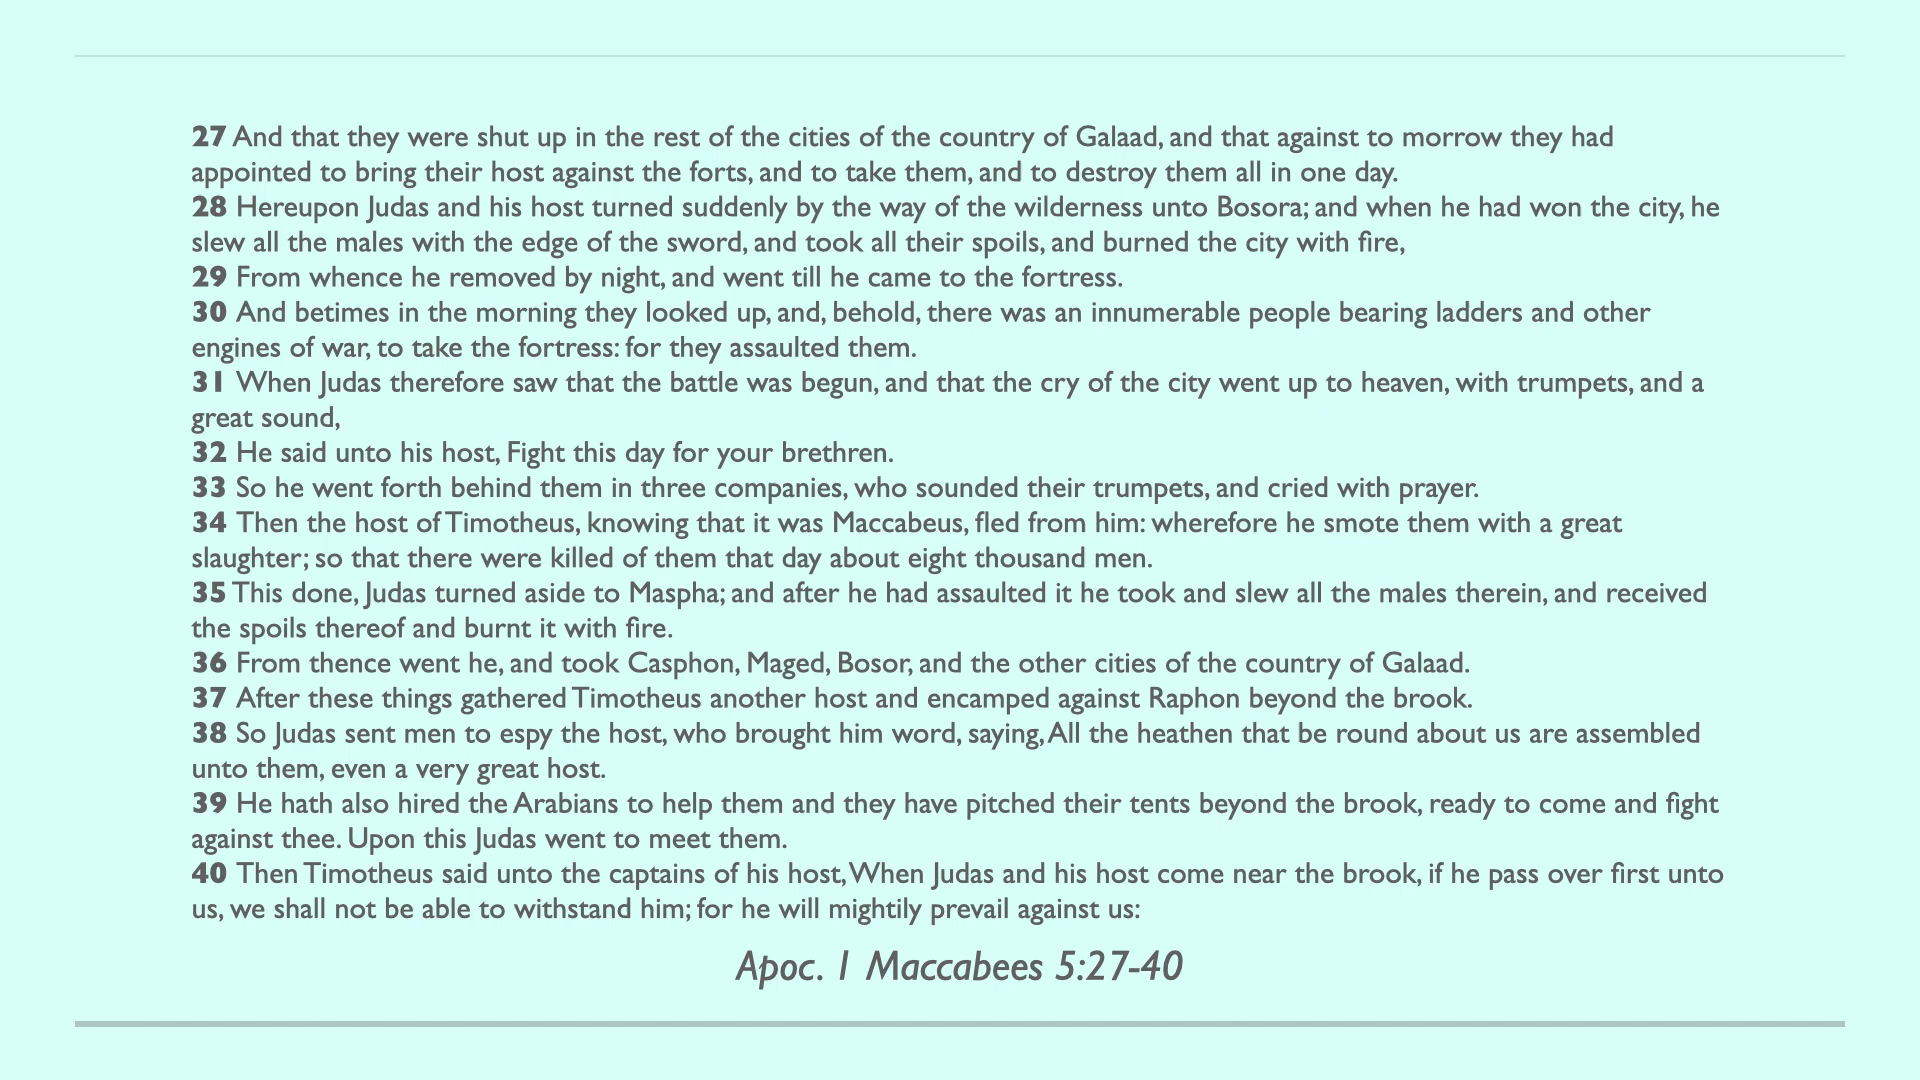 27 And that they were shut up in the rest of the cities of the country of Galaad, and that against to morrow they had
appointed to bring their host against the forts, and to take them, and to destroy them all in one day.
28 Hereupon Judas and his host turned suddenly by the way of the wilderness unto Bosora; and when he had won the city, he
slew all the males with the edge of the sword, and took all their spoils, and burned the city with fire,
29 From whence he removed by night, and went till he came to the fortress.
30 And betimes in the morning they looked up, and, behold, there was an innumerable people bearing ladders and other
engines of war, to take the fortress: for they assaulted them.
31 When Judas therefore saw that the battle was begun, and that the cry of the city went up to heaven, with trumpets, and a
great sound,
32 He said unto his host, Fight this day for your brethren.
33 So he went forth behind them in three companies, who sounded their trumpets, and cried with prayer.
34 Then the host of Timotheus, knowing that it was Maccabeus, fled from him: wherefore he smote them with a great
slaughter; so that there were killed of them that day about eight thousand men.
35 This done, Judas turned aside to Maspha; and after he had assaulted it he took and slew all the males therein, and received
the spoils thereof and burnt it with fire.
36 From thence went he, and took Casphon, Maged, Bosor, and the other cities of the country of Galaad.
37 After these things gathered Timotheus another host and encamped against Raphon beyond the brook.
38 So Judas sent men to espy the host, who brought him word, saying, All the heathen that be round about us are assembled
unto them, even a very great host.
39 He hath also hired the Arabians to help them and they have pitched their tents beyond the brook, ready to come and fight
against thee. Upon this Judas went to meet them.
40 Then Timotheus said unto the captains of his host, When Judas and his host come near the brook, if he pass over first unto
us, we shall not be able to withstand him; for he will mightily prevail against us:
Apoc. 1 Maccabees 5:27-40